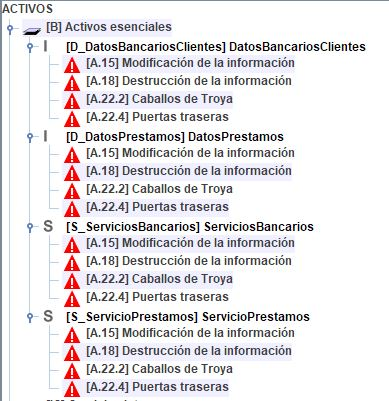 ACTIVOS
[B] Activos esenciales
I [D_DatosBancariosClientes] DatosBancariosClientes
[A.15] Modificación de la información
[A.18] Destrucción de la información
[A.22.2] Caballos de Troya
[A.22.4] Puertas traseras
I [D_DatosPrestamos] DatosPrestamos
[A.15] Modificación de la información
[A.18] Destrucción de la información
[A.22.2] Caballos de Troya
[A.22.4] Puertas traseras
S [S_ServiciosBancarios] ServiciosBancarios
[A.15] Modificación de la información
[A.18] Destrucción de la información
[A.22.2] Caballos de Troya
[A.22.4] Puertas traseras
S [S_ServicioPrestamos] ServicioPrestamos
[A.15] Modificación de la información
[A.18] Destrucción de la información
[A.22.2] Caballos de Troya
[A.22.4] Puertas traseras